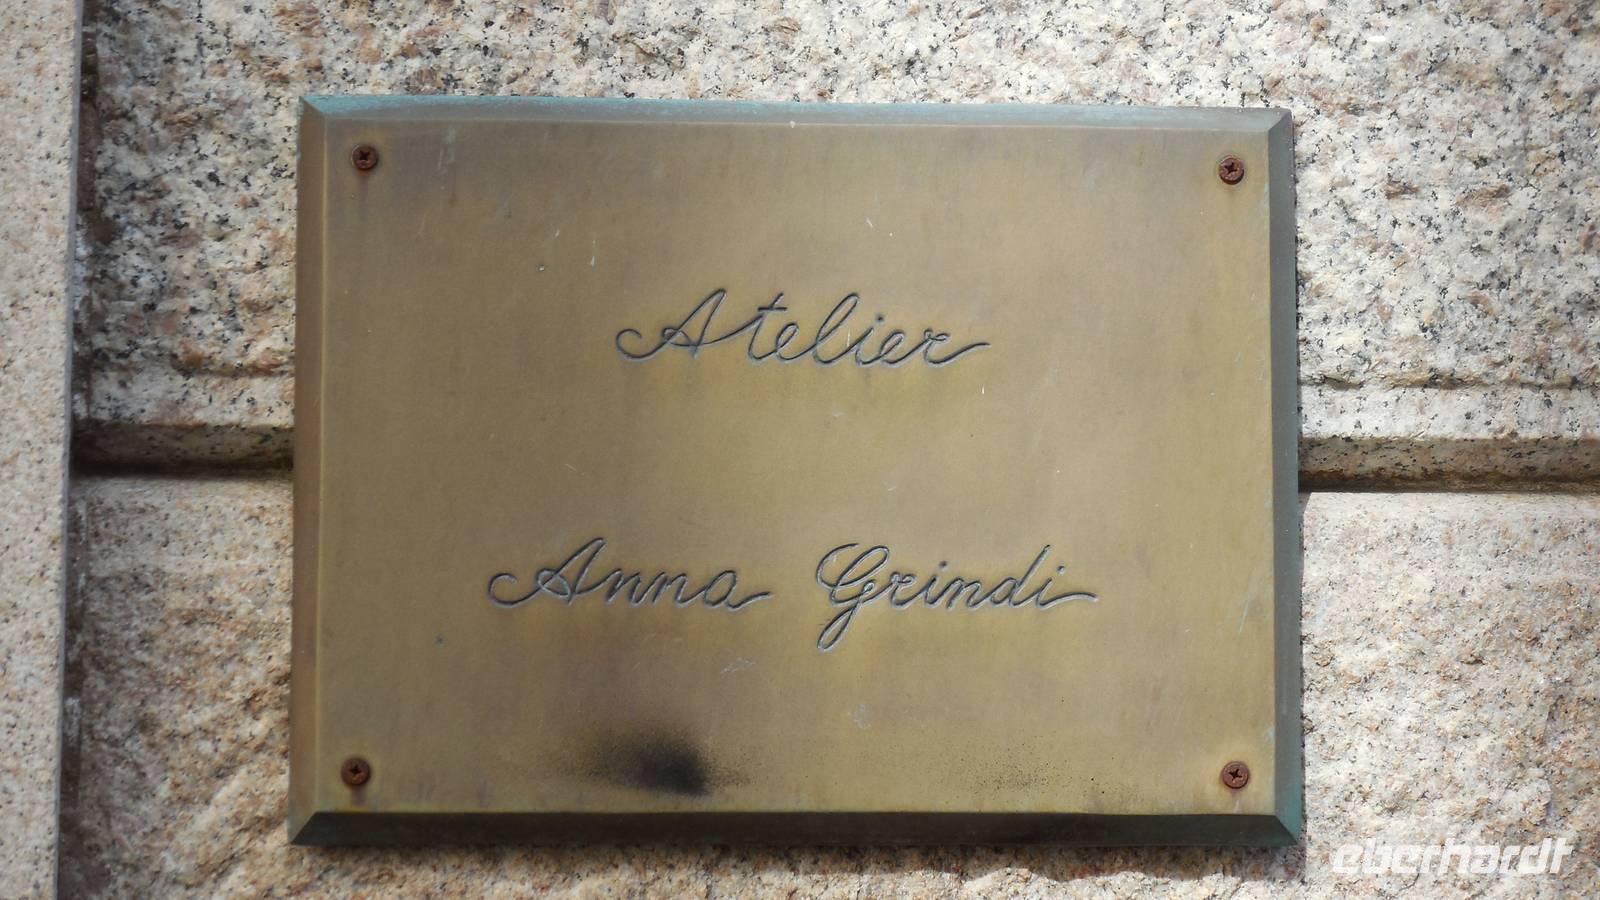 Atelier
Anna Grindi
eberhardt